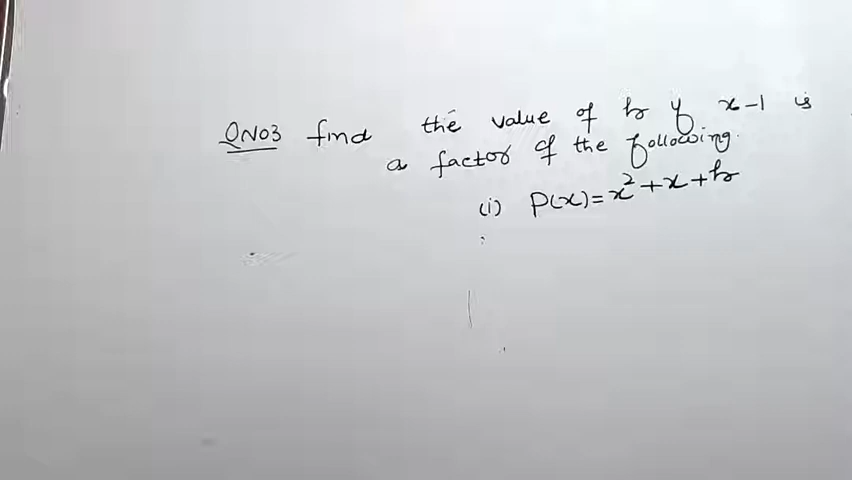 QNO3 find the value of k if x-1 is
a factor of the following.
(i) P(x)=x²+x+k